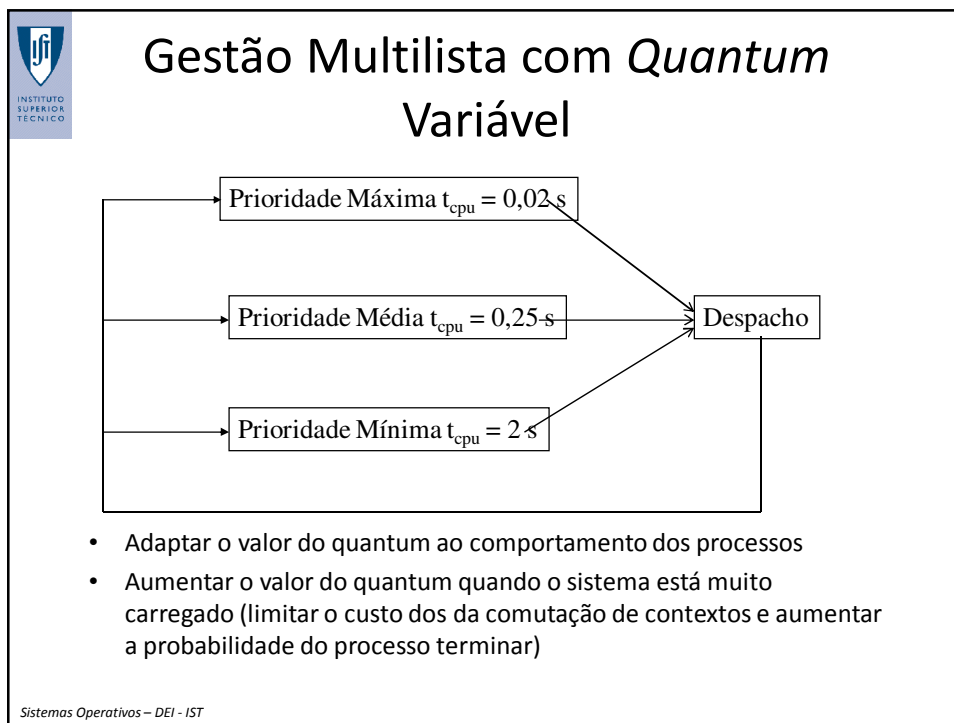 INSTITUTO
SUPERIOR
TÉCNICO
Gestão Multilista com Quantum
Variável
Prioridade Máxima tcpu = 0,02 s
Prioridade Média tcpu = 0,25 s
Despacho
Prioridade Mínima tcpu = 2 s
• Adaptar o valor do quantum ao comportamento dos processos
• Aumentar o valor do quantum quando o sistema está muito
carregado (limitar o custo dos da comutação de contextos e aumentar
a probabilidade do processo terminar)
Sistemas Operativos – DEI - IST